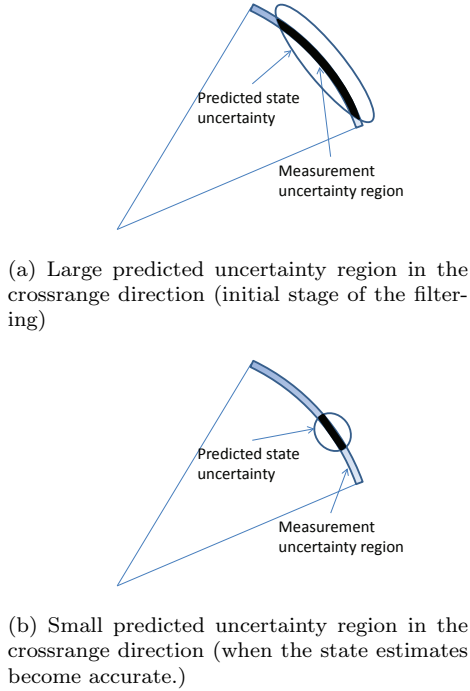 Predicted state
uncertainty
Measurement
uncertainty region
(a) Large predicted uncertainty region in the
crossrange direction (initial stage of the filter-
ing)
Predicted state
uncertainty
Measurement
uncertainty region
(b) Small predicted uncertainty region in the
crossrange direction (when the state estimates
become accurate.)